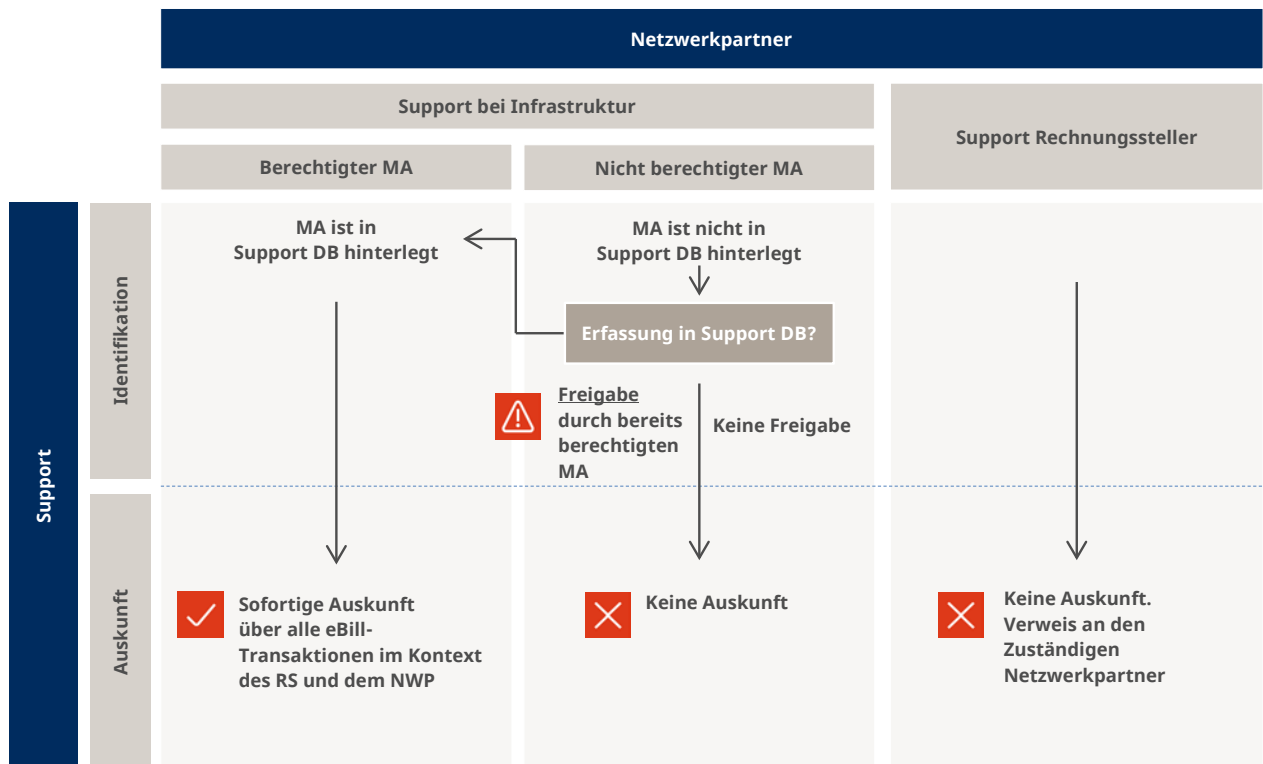 Netzwerkpartner
Support bei Infrastruktur
Support Rechnungssteller
Berechtigter MA
Nicht berechtigter MA
Support
Identifikation
MA ist in
Support DB hinterlegt
MA ist nicht in
Support DB hinterlegt
Erfassung in Support DB?
Freigabe
durch bereits
berechtigten
MA
Keine Freigabe
Auskunft
Sofortige Auskunft
über alle eBill-
Transaktionen im Kontext
des RS und dem NWP
Keine Auskunft
Keine Auskunft.
Verweis an den
Zuständigen
Netzwerkpartner